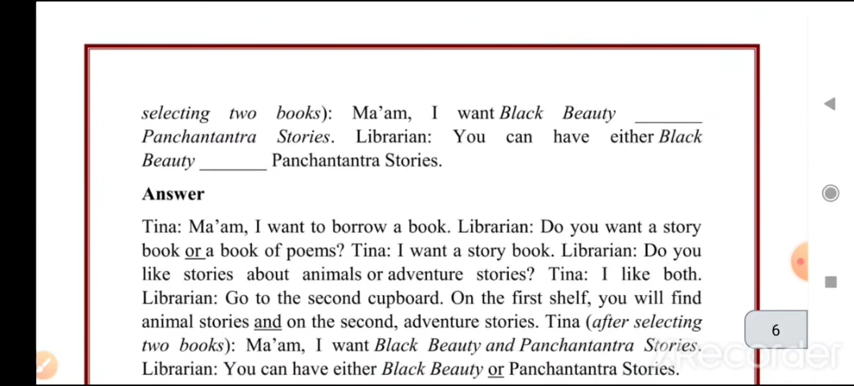 selecting two books): Ma'am, I want Black Beauty ________
Panchantantra Stories. Librarian: You can have either Black
Beauty ________ Panchantantra Stories.
Answer
Tina: Ma'am, I want to borrow a book. Librarian: Do you want a story
book or a book of poems? Tina: I want a story book. Librarian: Do you
like stories about animals or adventure stories? Tina: I like both.
Librarian: Go to the second cupboard. On the first shelf, you will find
animal stories and on the second, adventure stories. Tina (after selecting
two books): Ma'am, I want Black Beauty and Panchantantra Stories.
Librarian: You can have either Black Beauty or Panchantantra Stories.
6
XRecorder